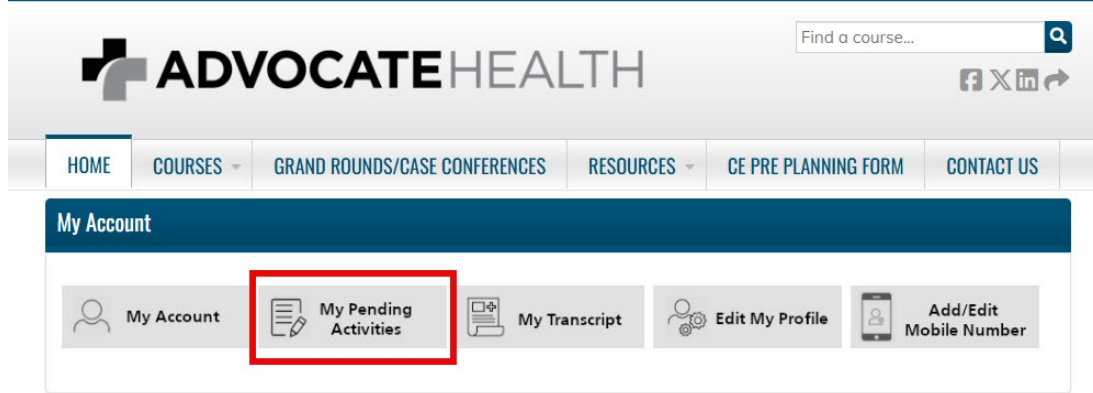 Find a course...
ADVOCATEHEALTH
HOME COURSES GRAND ROUNDS/CASE CONFERENCES RESOURCES CE PRE PLANNING FORM CONTACT US
My Account
My Account
My Pending
Activities
My Transcript
Edit My Profile
Add/Edit
Mobile Number